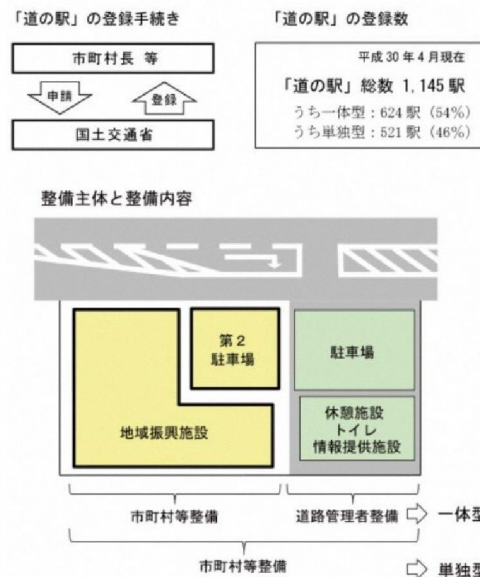 「道の駅」の登録手続き
市町村長 等
申請
登録
国土交通省
「道の駅」の登録数
平成30年4月現在
「道の駅」総数 1,145駅
うち一体型:624駅(54%)
うち単独型:521駅(46%)
整備主体と整備内容
第2
駐車場
地域振興施設
駐車場
休憩施設
トイレ
情報提供施設
市町村等整備
道路管理者整備
一体型
市町村等整備
単独型